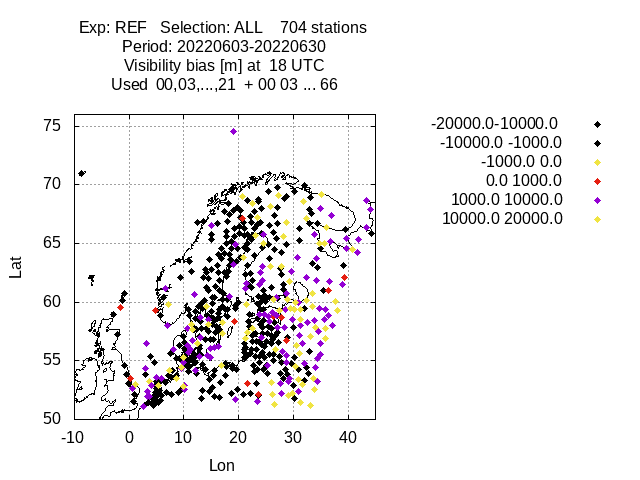 Exp: REF   Selection: ALL    704 stations
Period: 20220603-20220630
Visibility bias [m] at  18 UTC
Used  00,03,...,21  + 00 03 ... 66
-20000.0-10000.0
-10000.0 -1000.0
-1000.0 0.0
0.0 1000.0
1000.0 10000.0
10000.0 20000.0
75
70
65
60
55
50
Lat
-10 0 10 20 30 40
Lon